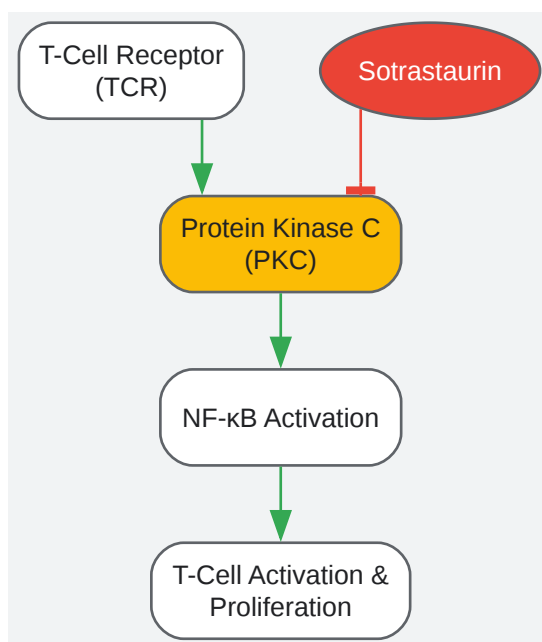 T-Cell Receptor
(TCR)
Sotrastaurin
Protein Kinase C
(PKC)
NF-κB Activation
T-Cell Activation &
Proliferation